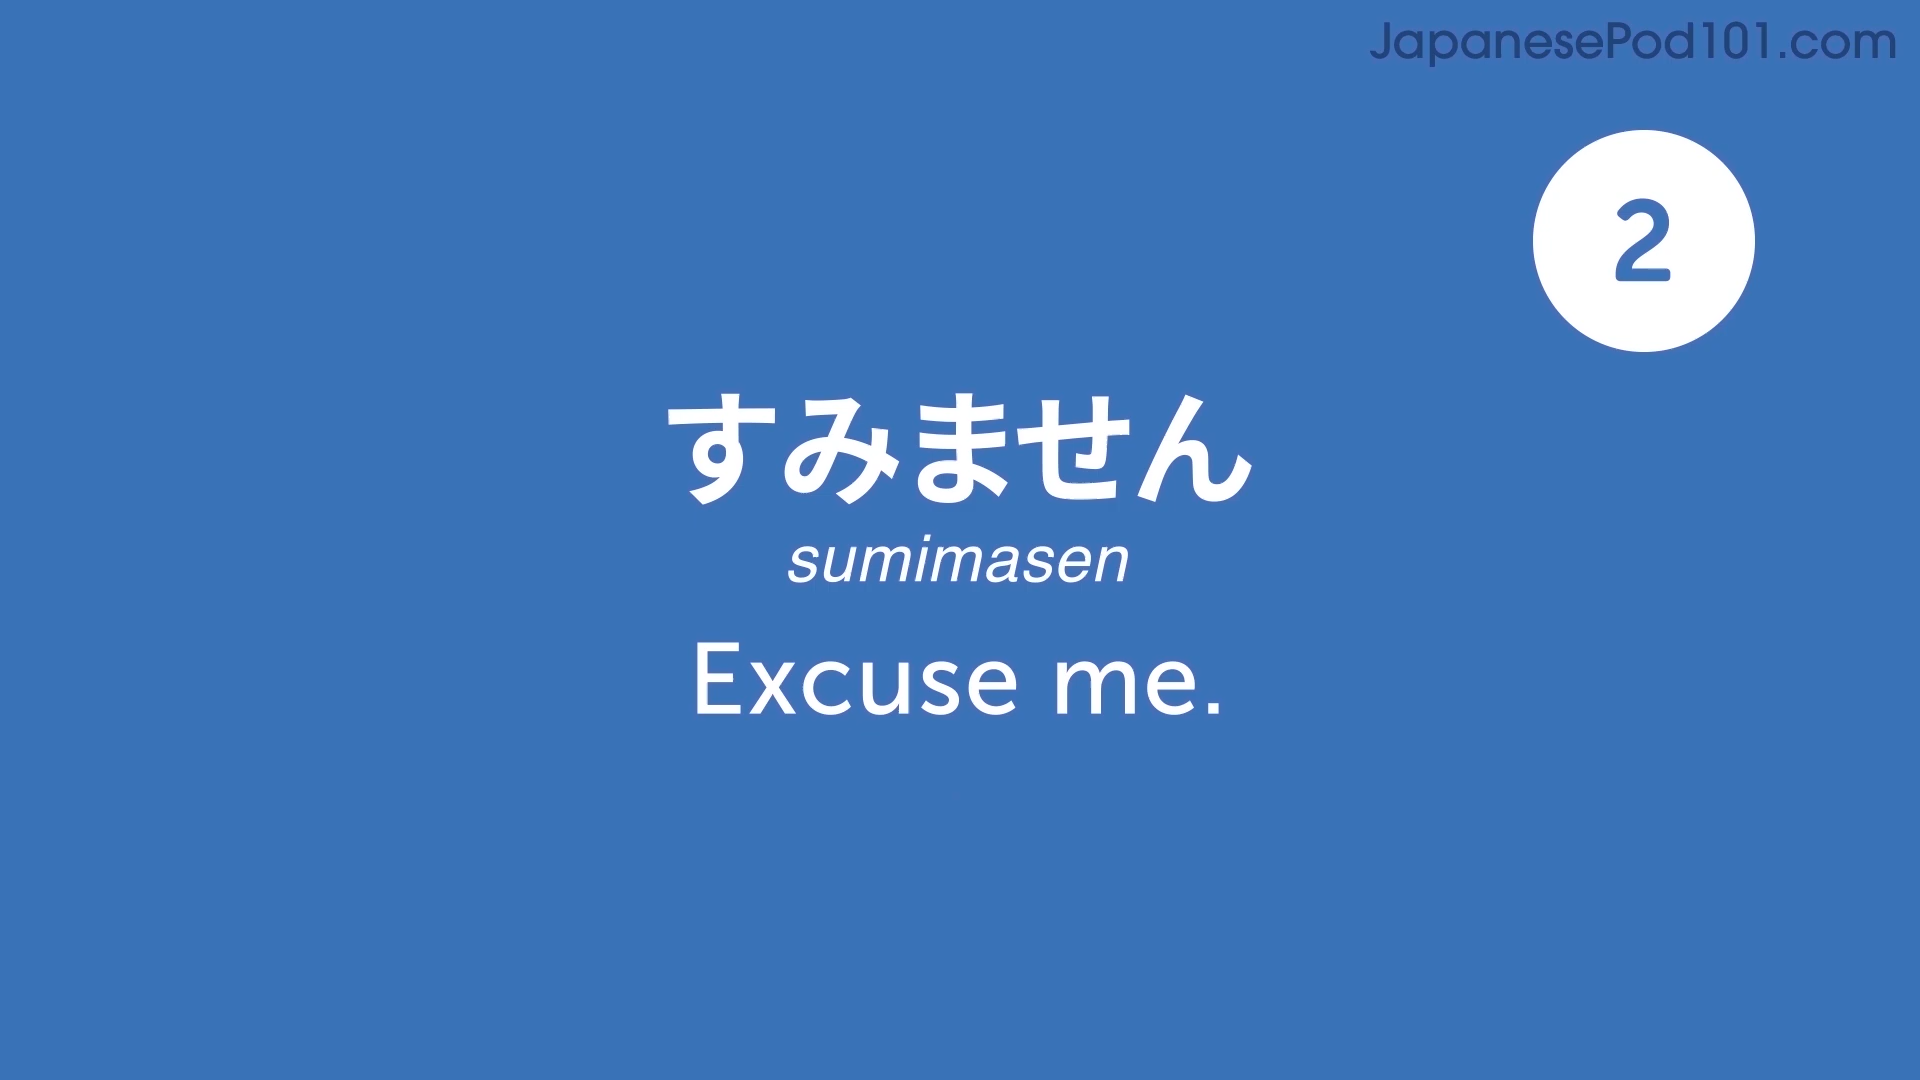 JapanesePod101.com
2
すみません
sumimasen
Excuse me.